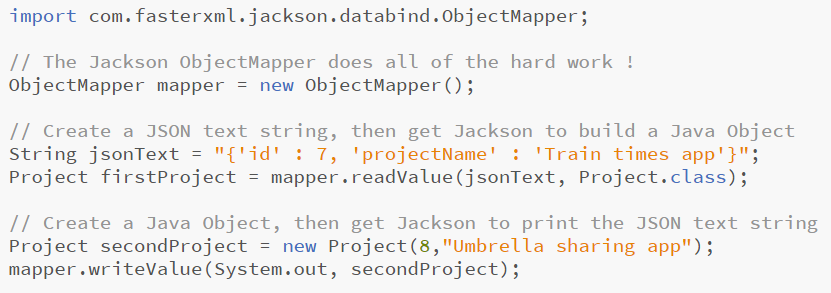 import com.fasterxml.jackson.databind.ObjectMapper;
// The Jackson ObjectMapper does all of the hard work !
ObjectMapper mapper = new ObjectMapper();
// Create a JSON text string, then get Jackson to build a Java Object
String jsonText = "{'id' : 7, 'projectName' : 'Train times app'}";
Project firstProject = mapper.readValue(jsonText, Project.class);
// Create a Java Object, then get Jackson to print the JSON text string
Project secondProject = new Project(8,"Umbrella sharing app");
mapper.writeValue(System.out, secondProject);